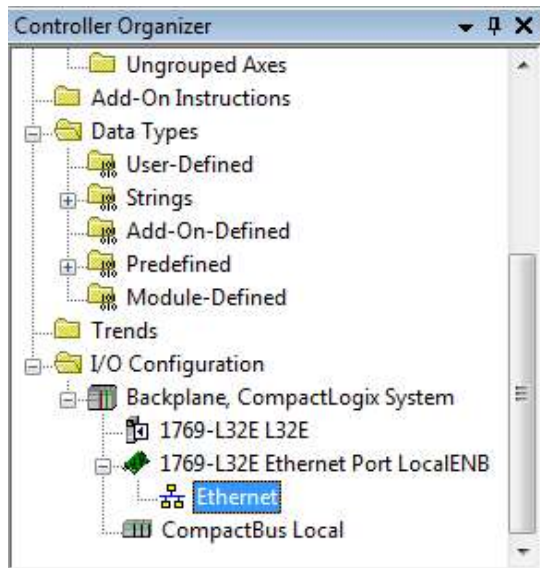 Controller Organizer
Ungrouped Axes
Add-On Instructions
Data Types
User-Defined
Strings
Add-On-Defined
Predefined
Module-Defined
Trends
I/O Configuration
Backplane, CompactLogix System
1769-L32E L32E
1769-L32E Ethernet Port LocalENB
Ethernet
CompactBus Local